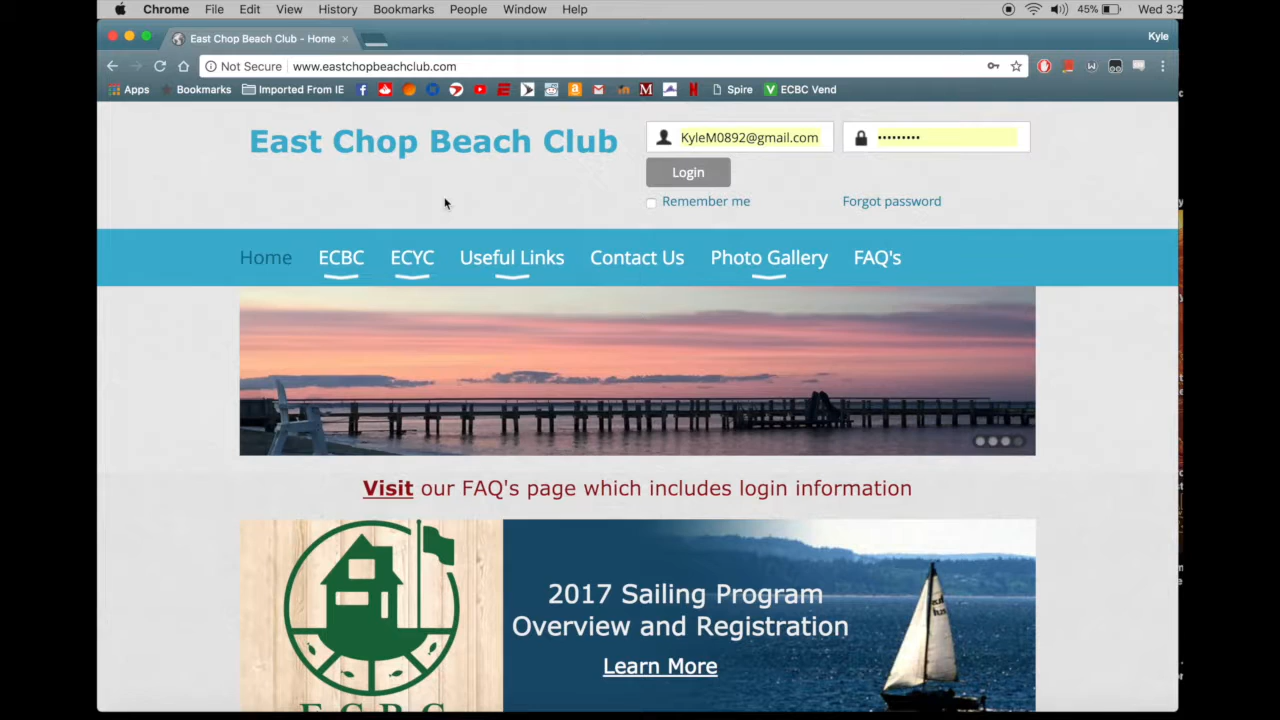 Chrome File Edit View History Bookmarks People Window Help 45% Wed 3:2
East Chop Beach Club - Home Kyle
Not Secure www.eastchopbeachclub.com
Apps Bookmarks Imported From IE Spire ECBC Vend
East Chop Beach Club
KyleM0892@gmail.com •••••••••
Login
Remember me Forgot password
Home ECBC ECYC Useful Links Contact Us Photo Gallery FAQ's
Visit our FAQ's page which includes login information
2017 Sailing Program
Overview and Registration
Learn More
ECBC